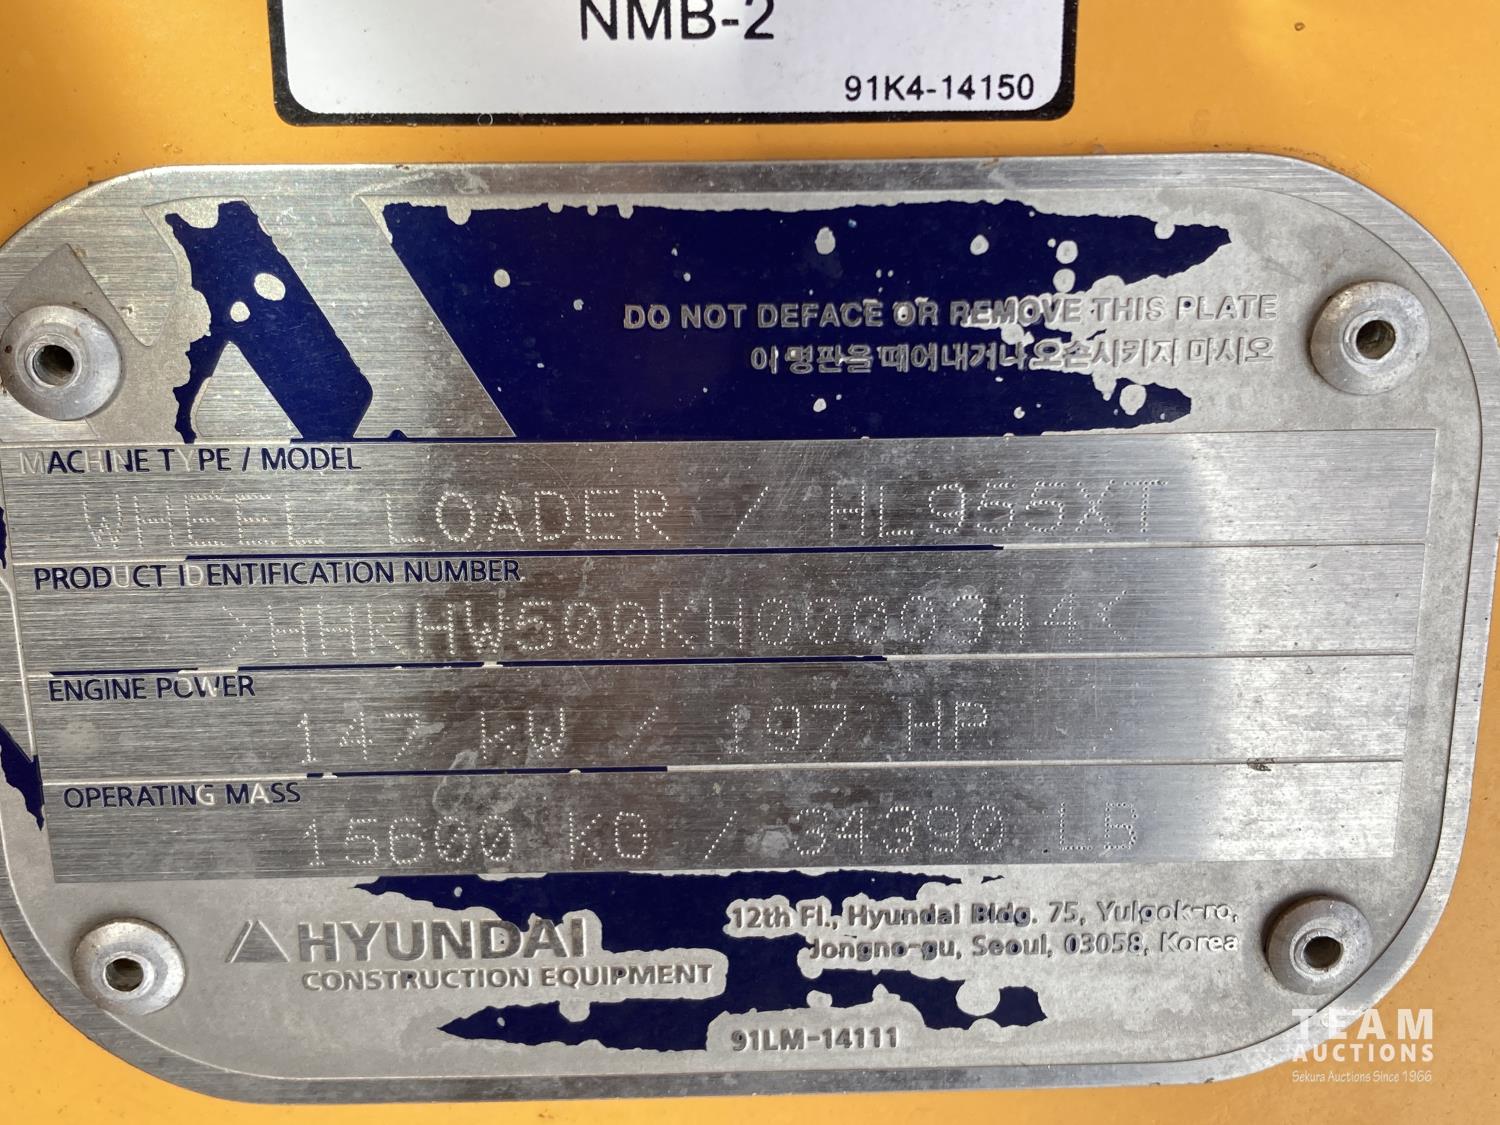 NMB-2
91K4-14150
DO NOT DEFACE OR REMOVE THIS PLATE
이 명판을 떼어내거나 오손시키지 마시오
MACHINE TYPE / MODEL
WHEEL LOADER / HL955XT
PRODUCT IDENTIFICATION NUMBER
>HHKHW500KH0000344<
ENGINE POWER
147 kW / 197 HP
OPERATING MASS
15600 KG / 34390 LB
HYUNDAI
CONSTRUCTION EQUIPMENT
12th Fl., Hyundai Bldg. 75, Yulgok-ro,
Jongno-gu, Seoul, 03058, Korea
91LM-14111
TEAM
AUCTIONS
Sekura Auctions Since 1966